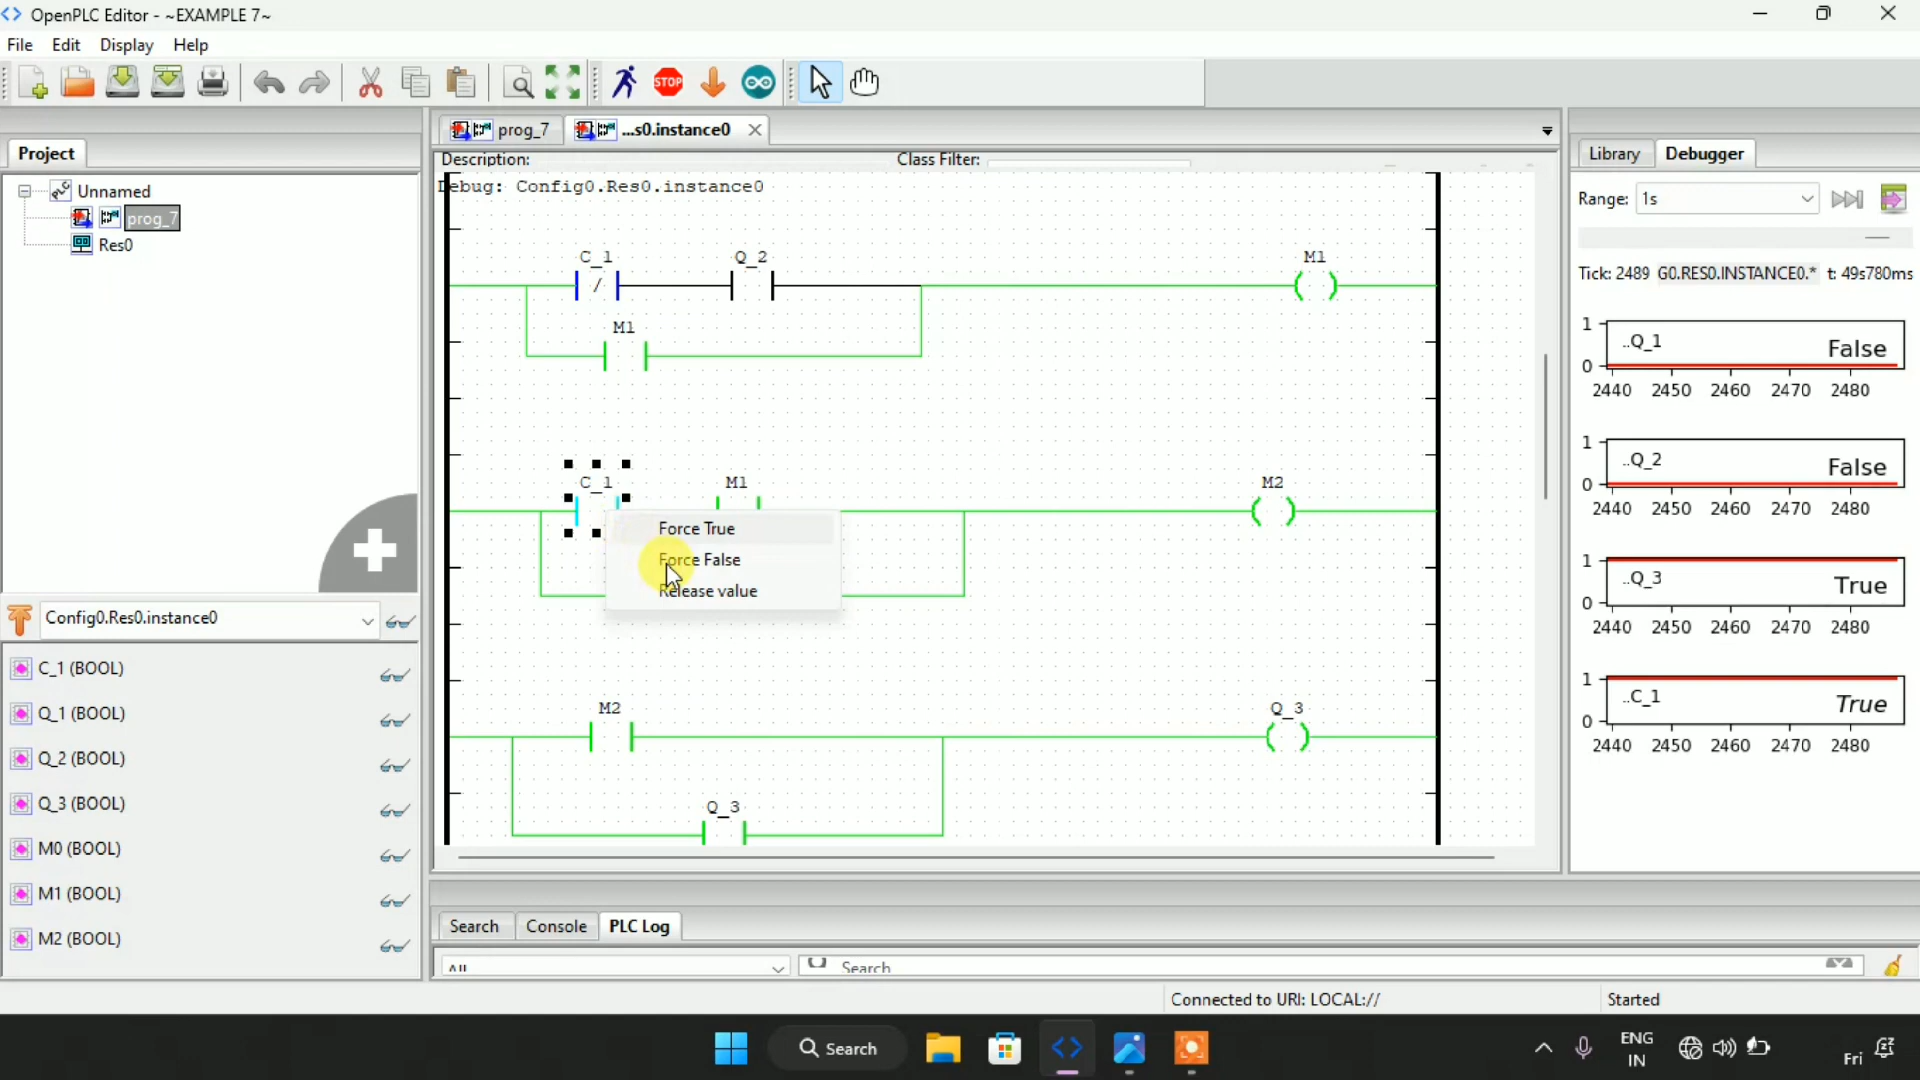 OpenPLC Editor - ~EXAMPLE 7~
File Edit Display Help
STOP
Project
prog_7
...s0.instance0
Library
Debugger
Description:
Class Filter:
Debug: Config0.Res0.instance0
Unnamed
prog_7
Res0
Range: 1s
Tick: 2489 G0.RES0.INSTANCE0.* t: 49s780ms
C_1 Q_2 M1
/
M1
C_1 M1 M2
Force True
Force False
Release value
M2 Q_3
Q_3
1
..Q_1 False
0
2440 2450 2460 2470 2480
1
..Q_2 False
0
2440 2450 2460 2470 2480
1
..Q_3 True
0
2440 2450 2460 2470 2480
1
..C_1 True
0
2440 2450 2460 2470 2480
Config0.Res0.instance0
C_1 (BOOL)
Q_1 (BOOL)
Q_2 (BOOL)
Q_3 (BOOL)
M0 (BOOL)
M1 (BOOL)
M2 (BOOL)
Search Console PLC Log
All
Search
Connected to URI: LOCAL://
Started
Search
ENG
IN
Fri